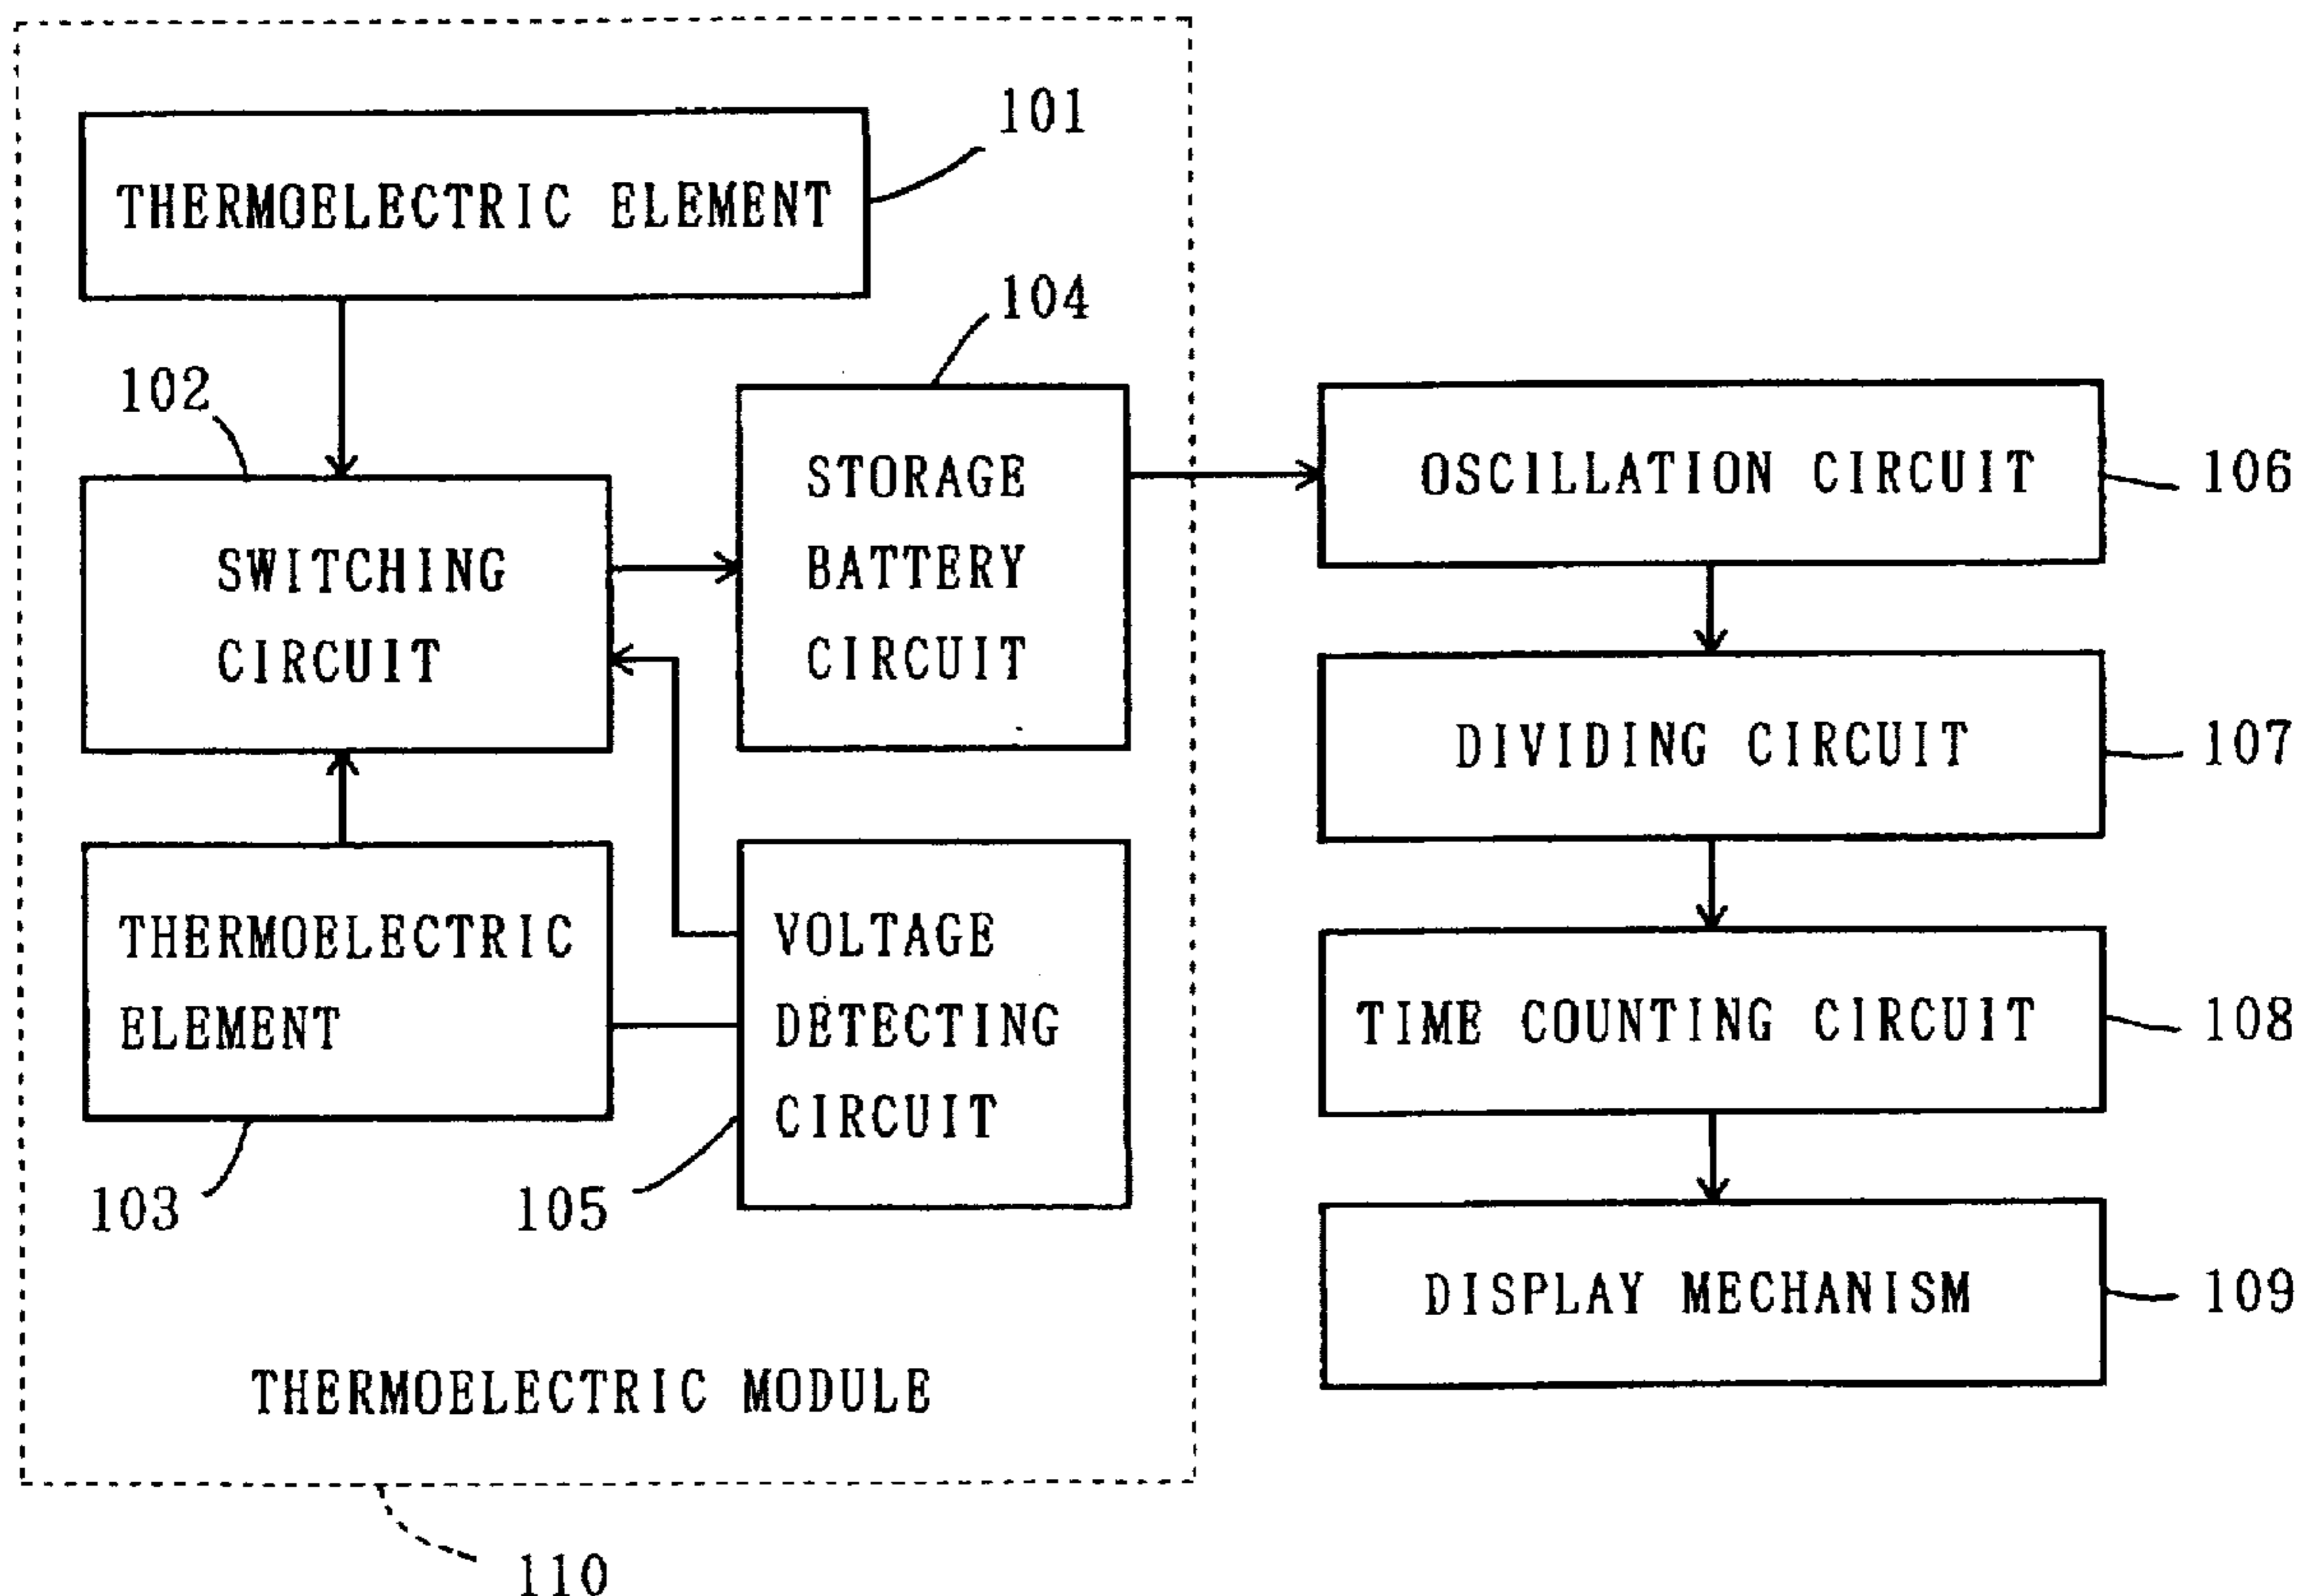 101
THERMOELECTRIC ELEMENT
104
102
STORAGE
BATTERY
CIRCUIT
SWITCHING
CIRCUIT
OSCILLATION CIRCUIT
106
DIVIDING CIRCUIT
107
THERMOELECTRIC
ELEMENT
VOLTAGE
DETECTING
CIRCUIT
TIME COUNTING CIRCUIT
108
103
105
DISPLAY MECHANISM
109
THERMOELECTRIC MODULE
110